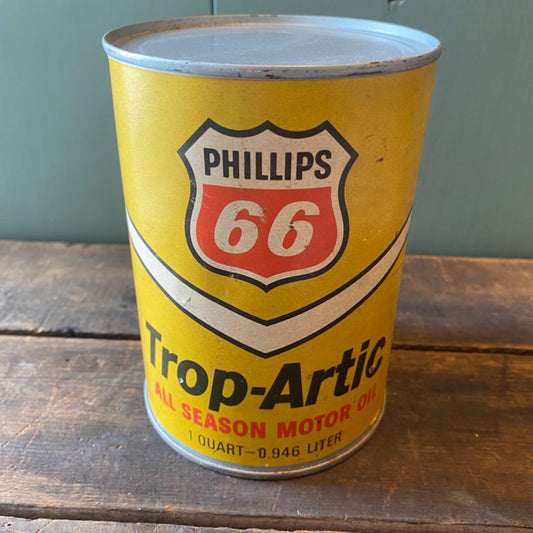 PHILLIPS
66
Trop-Artic
ALL SEASON MOTOR OIL
1 QUART-0.946 LITER